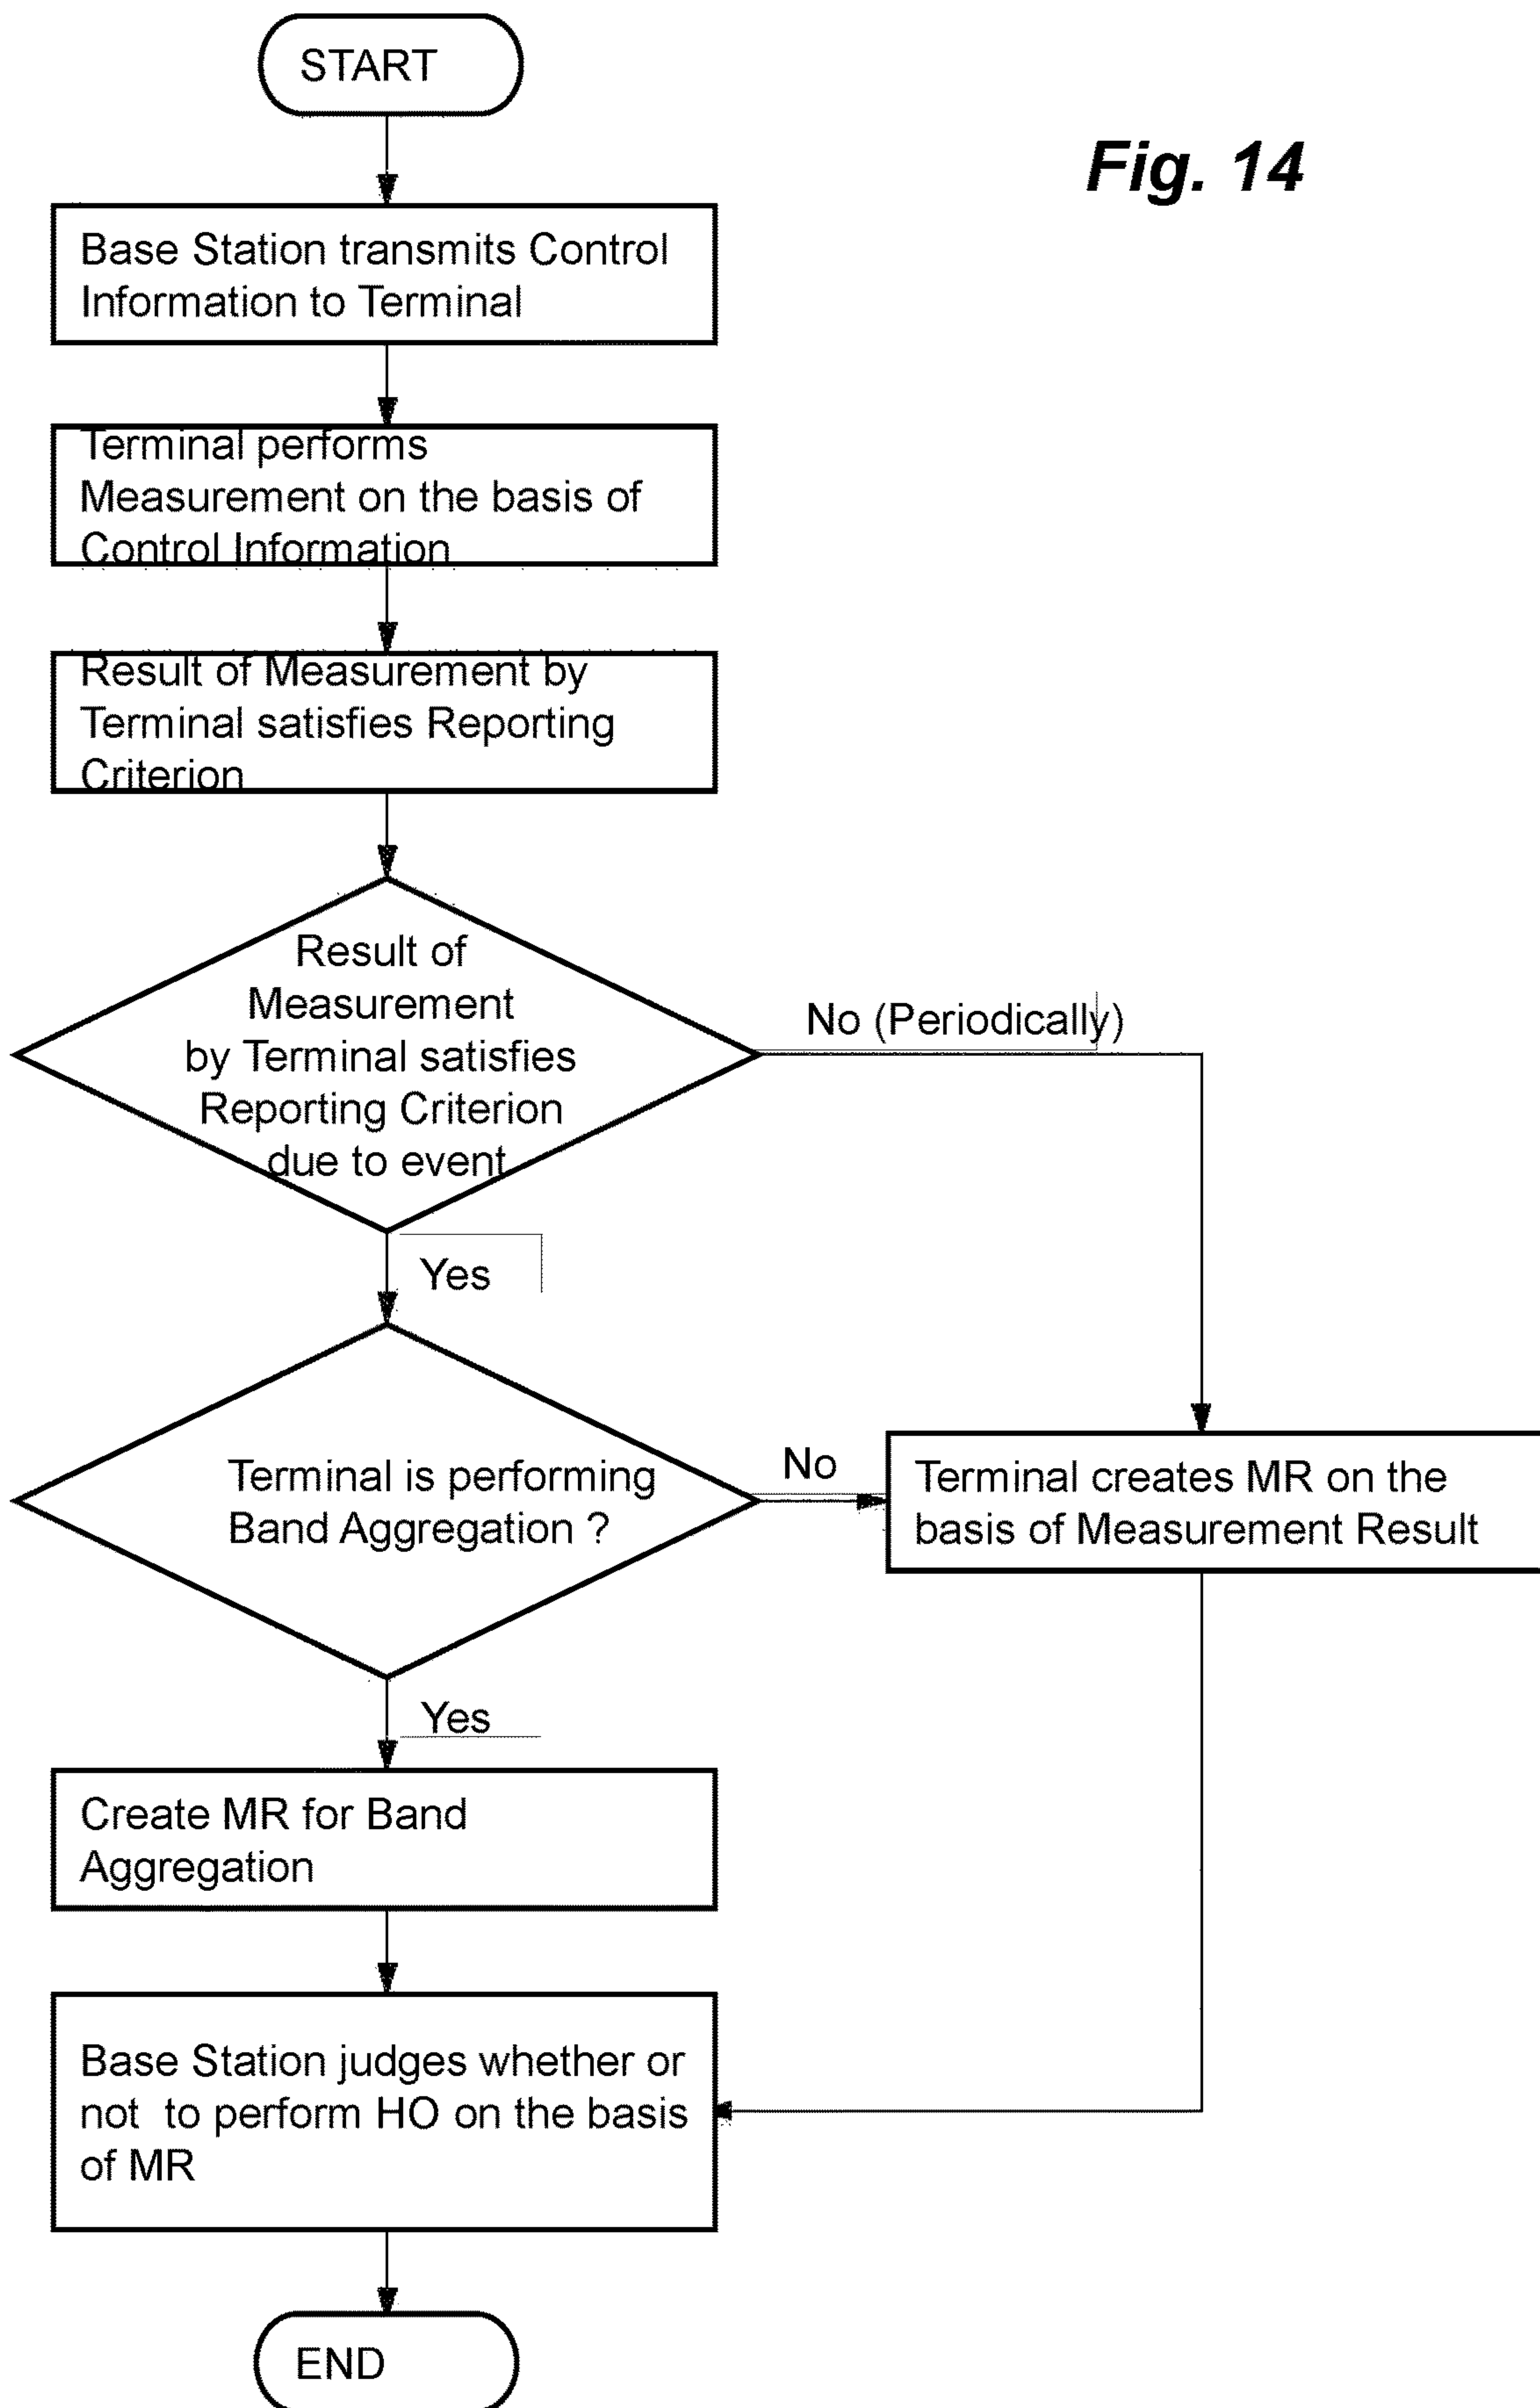 START
Fig. 14
Base Station transmits Control
Information to Terminal
Terminal performs
Measurement on the basis of
Control Information
Result of Measurement by
Terminal satisfies Reporting
Criterion
Result of
Measurement
by Terminal satisfies
Reporting Criterion
due to event
No (Periodically)
Yes
Terminal is performing
Band Aggregation ?
No
Terminal creates MR on the
basis of Measurement Result
Yes
Create MR for Band
Aggregation
Base Station judges whether or
not to perform HO on the basis
of MR
END